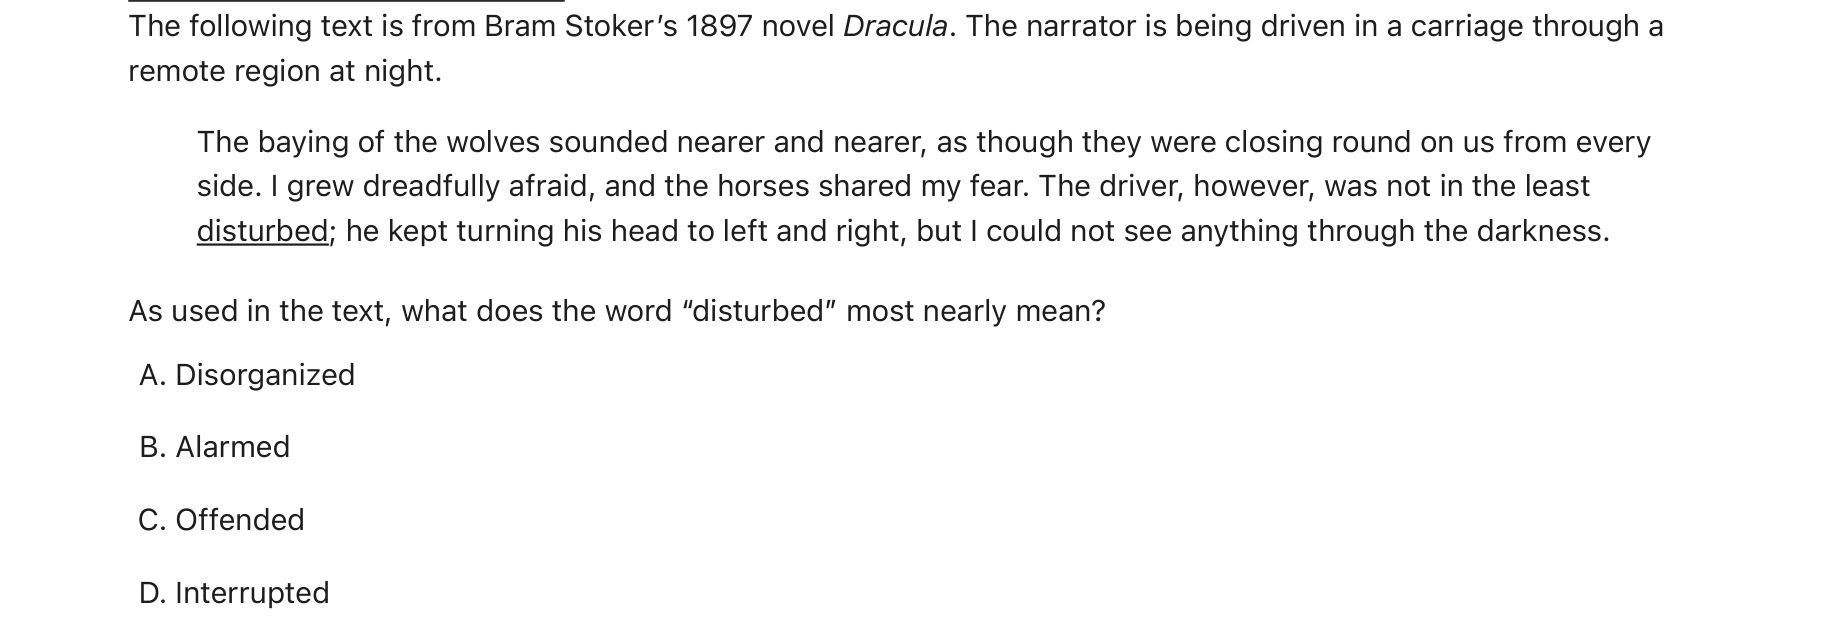 The following text is from Bram Stoker’s 1897 novel Dracula. The narrator is being driven in a carriage through a
remote region at night.
The baying of the wolves sounded nearer and nearer, as though they were closing round on us from every
side. I grew dreadfully afraid, and the horses shared my fear. The driver, however, was not in the least
disturbed; he kept turning his head to left and right, but I could not see anything through the darkness.
As used in the text, what does the word “disturbed” most nearly mean?
A. Disorganized
B. Alarmed
C. Offended
D. Interrupted